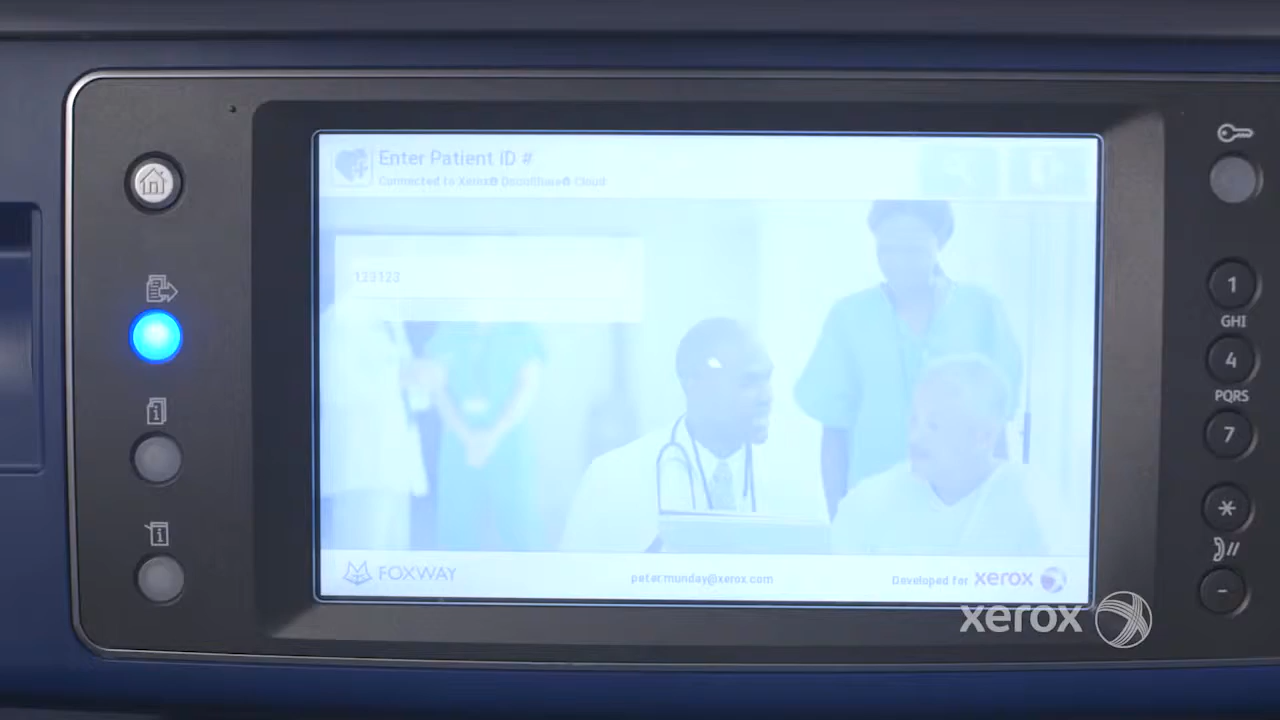 Enter Patient ID #
Connected to Xerox® DocuShare® Cloud
123123
FOXWAY
peter.munday@xerox.com
Developed for xerox
xerox
1
GHI
4
PQRS
7
*
-